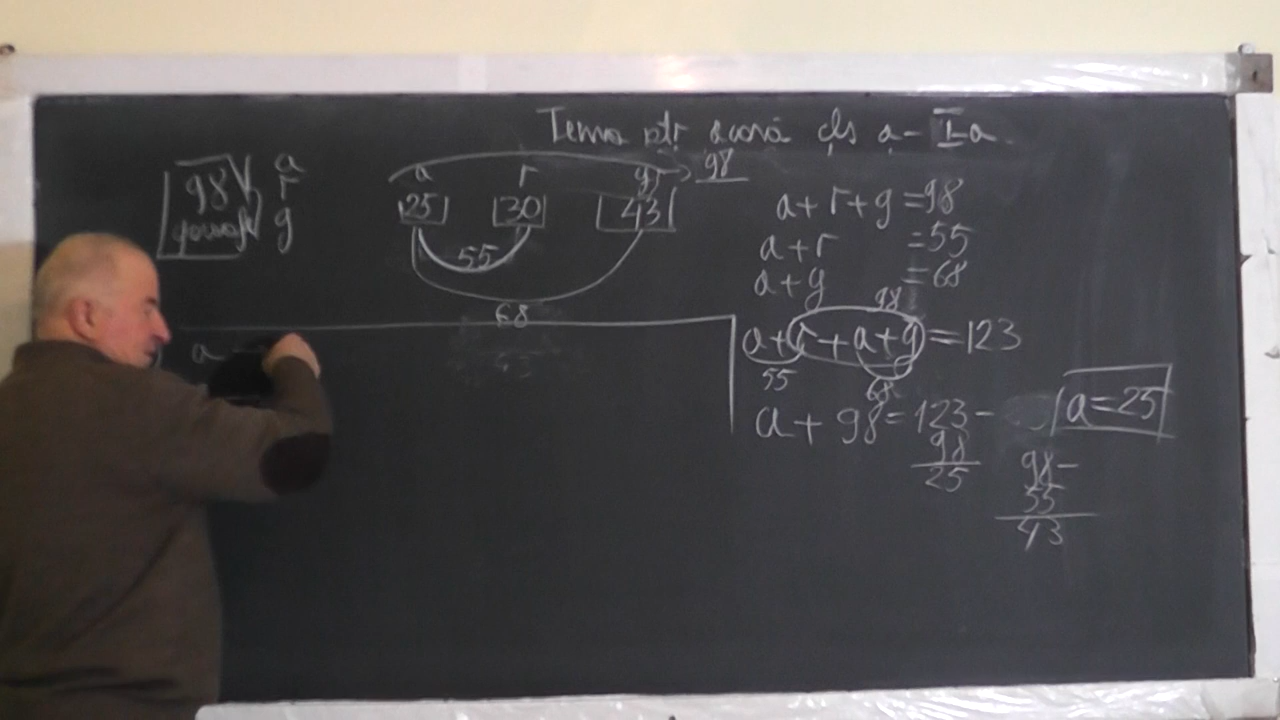 Tema ptr acasă cls a-II-a
98 a
r
g
a r g 98
25 30 43
55
68
a+r+g=98
a+r =55
a+g =68
98
a+r+a+g=123
55 68
a+98=123-
98
25
a=25
98-
55
43
a